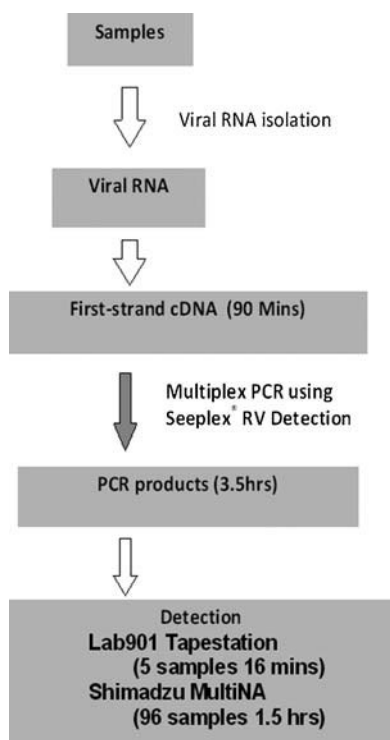 Samples
Viral RNA isolation
Viral RNA
First-strand cDNA (90 Mins)
Multiplex PCR using
Seeplex® RV Detection
PCR products (3.5hrs)
Detection
Lab901 Tapestation
(5 samples 16 mins)
Shimadzu MultiNA
(96 samples 1.5 hrs)